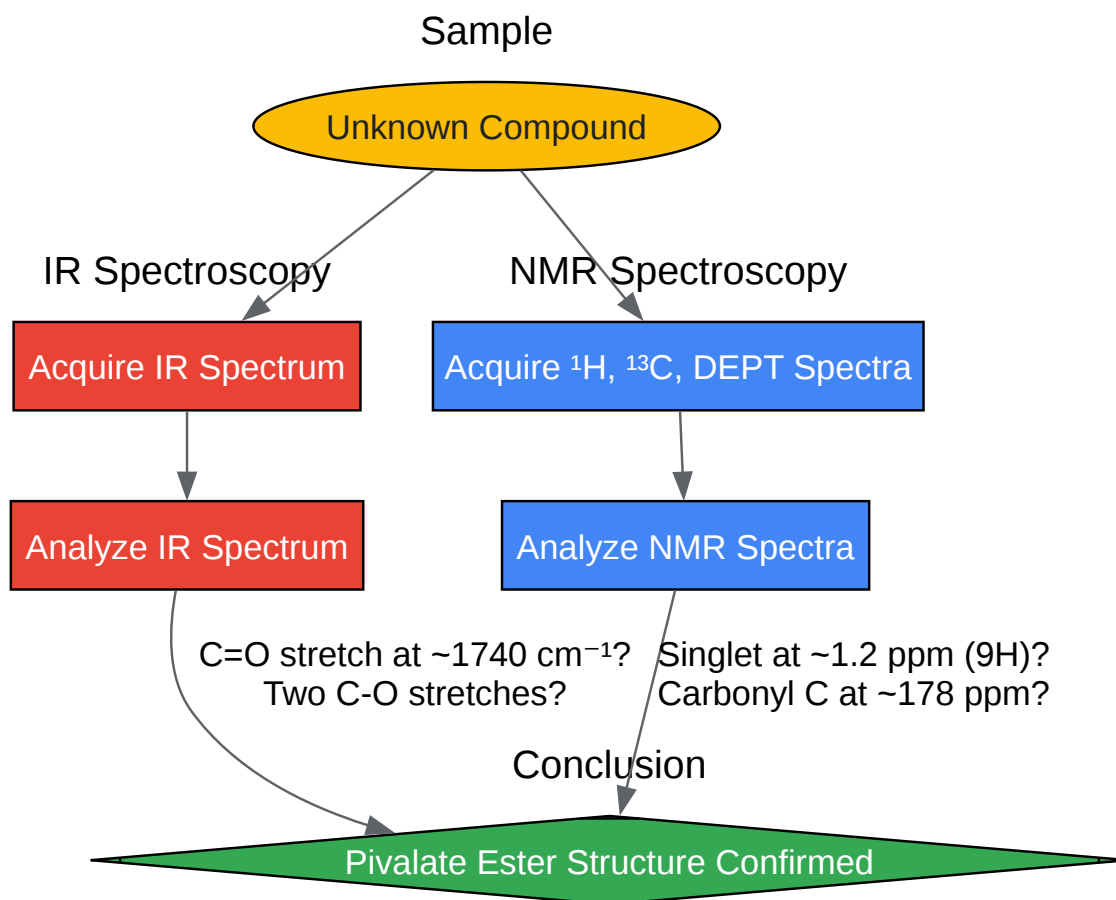 Sample
Unknown Compound
IR Spectroscopy
NMR Spectroscopy
Acquire IR Spectrum
Acquire ¹H, ¹³C, DEPT Spectra
Analyze IR Spectrum
Analyze NMR Spectra
C=O stretch at ~1740 cm⁻¹?
Two C-O stretches?
Singlet at ~1.2 ppm (9H)?
Carbonyl C at ~178 ppm?
Conclusion
Pivalate Ester Structure Confirmed